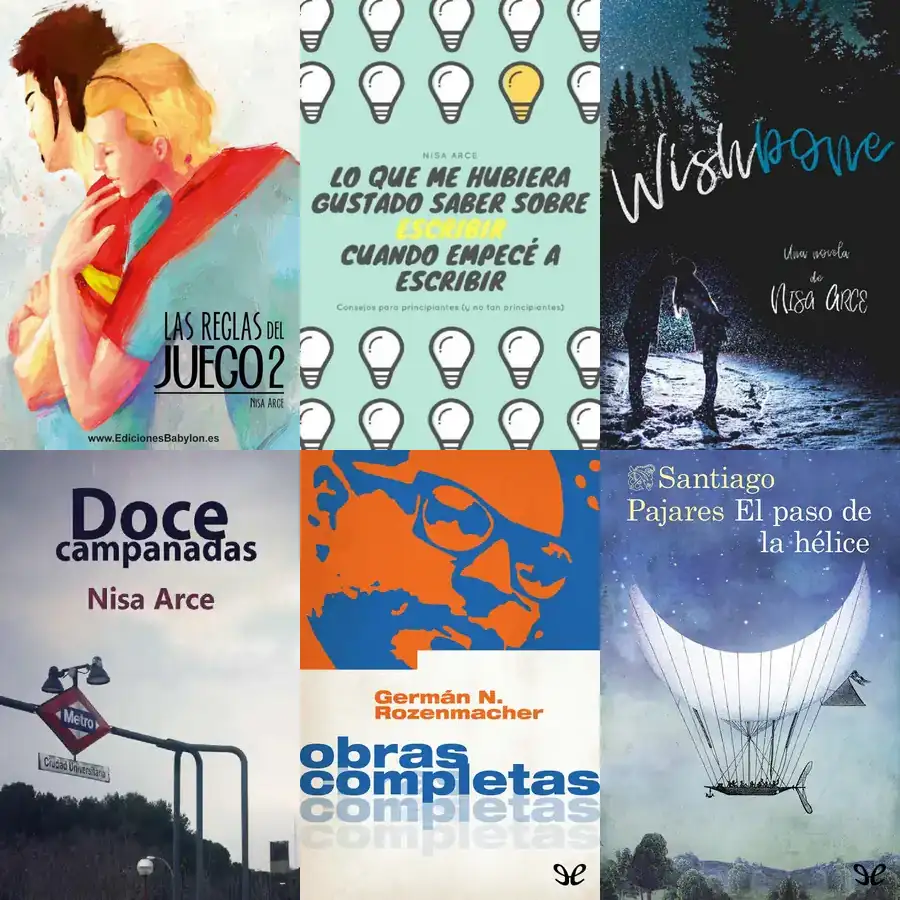 LAS REGLAS DEL
JUEGO 2
NISA ARCE
www.EdicionesBabylon.es
NISA ARCE
LO QUE ME HUBIERA
GUSTADO SABER SOBRE
ESCRIBIR
CUANDO EMPECÉ A
ESCRIBIR
Consejos para principiantes (y no tan principiantes)
Wishbone
Una novela
de
NISA ARCE
Doce
campanadas
Nisa Arce
Metro
Ciudad Universitaria
Germán N.
Rozenmacher
obras
completas
completas
completas
Santiago
Pajares El paso de
la hélice